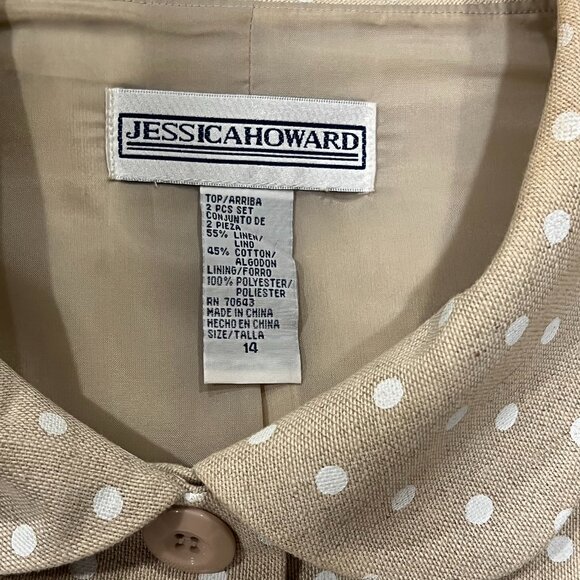 JESSICAHOWARD
TOP/ARRIBA
2 PCS SET
CONJUNTO DE
2 PIEZA
55% LINEN/
LINO
45% COTTON/
ALGODON
LINING/FORRO
100% POLYESTER/
POLIESTER
RN 70643
MADE IN CHINA
HECHO EN CHINA
SIZE/TALLA
14